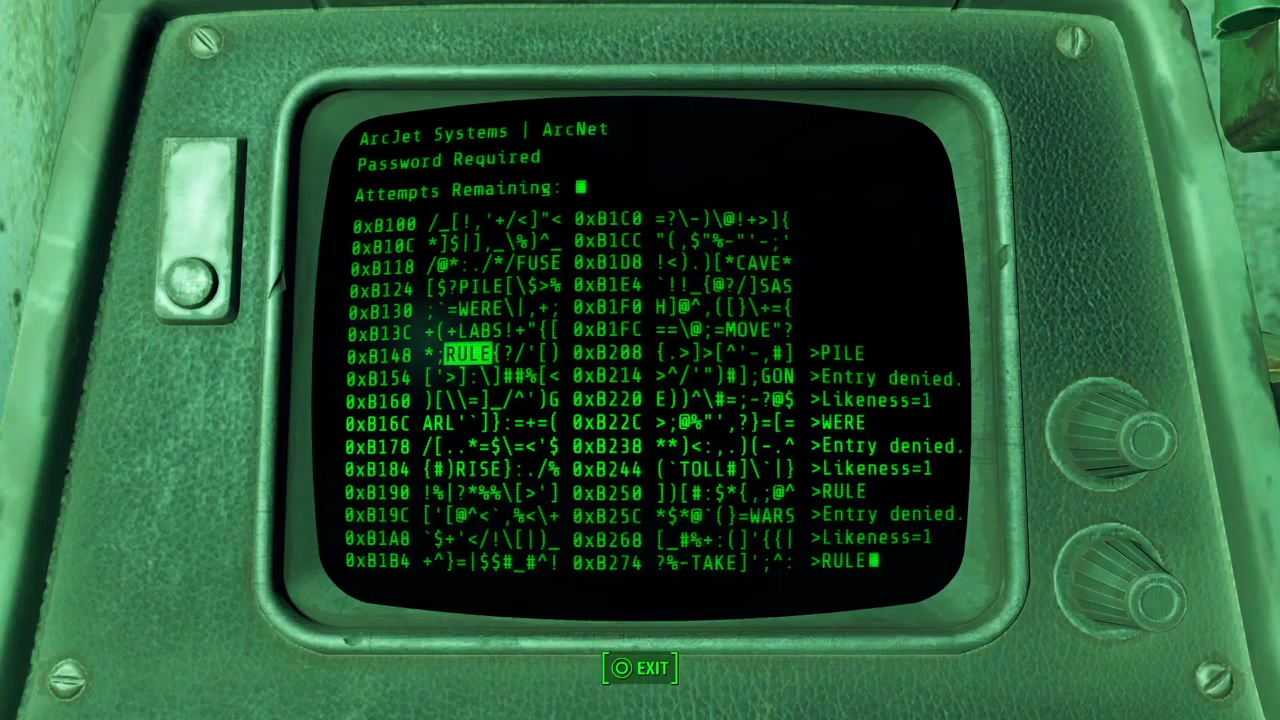 ArcJet Systems | ArcNet
Password Required
Attempts Remaining: ■
0xB100 /_[!,'+/<]"< 0xB1C0 =?\-)\@!+>]{
0xB10C *]$|],_\%)^_ 0xB1CC "(,$"%-"'-;'
0xB118 /@*:./*/FUSE 0xB1D8 !<).)[*CAVE*
0xB124 [$?PILE[\$>% 0xB1E4 `!!_{@?/]SAS
0xB130 ;`=WERE\|,+; 0xB1F0 H]@^,([}\+={
0xB13C +(+LABS!+"{[ 0xB1FC ==\@;=MOVE"?
0xB148 *;RULE{?/'[) 0xB208 {.>]>[^'-,#] >PILE
0xB154 ['>]:\]##%[< 0xB214 >^/'")#];GON >Entry denied.
0xB160 )[\\=]_/^')G 0xB220 E))^\#=;-?@$ >Likeness=1
0xB16C ARL'`]}:=+=( 0xB22C >;@%"',?}=[= >WERE
0xB178 /[..*=$\=<'$ 0xB238 **)<:,.)(-.^ >Entry denied.
0xB184 {#)RISE}:./% 0xB244 (`TOLL#]\`|} >Likeness=1
0xB190 !%|?*%%\[>'] 0xB250 ])[#:$*{,;@^ >RULE
0xB19C ['[@^<`,%<\+ 0xB25C *$*@`(}=WARS >Entry denied.
0xB1A8 `$+'</!\[|)_ 0xB268 [_#%+:(]'{{| >Likeness=1
0xB1B4 +^}=|$$#_#^! 0xB274 ?%-TAKE]';^: >RULE■
EXIT